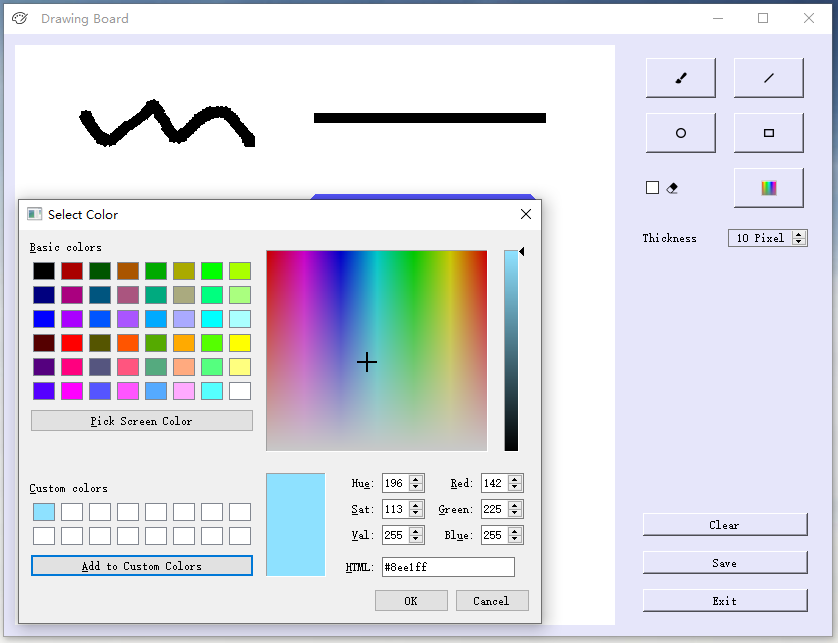 Drawing Board
Select Color
Basic colors
Pick Screen Color
Custom colors
Add to Custom Colors
Hue: 196
Red: 142
Sat: 113
Green: 225
Val: 255
Blue: 255
HTML: #8ee1ff
OK
Cancel
Thickness
10 Pixel
Clear
Save
Exit